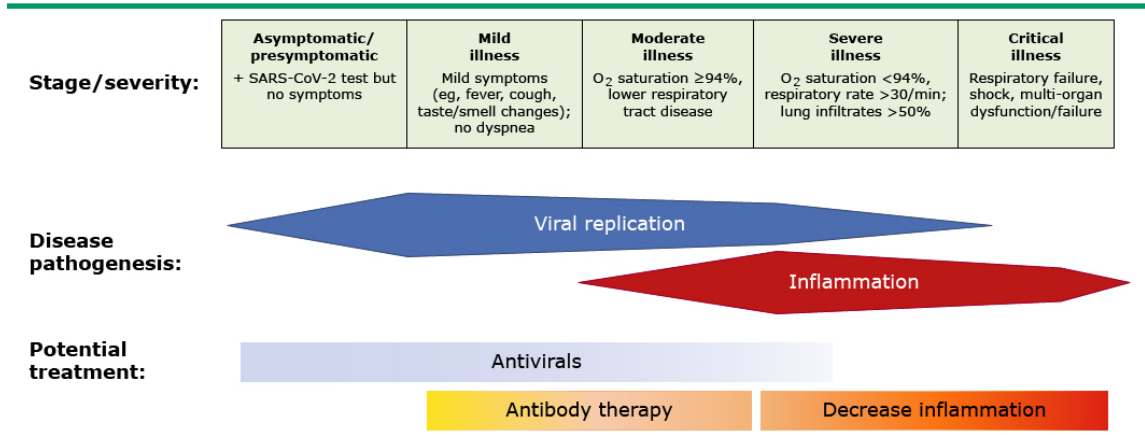 Stage/severity:
Asymptomatic/
presymptomatic
+ SARS-CoV-2 test but
no symptoms
Mild
illness
Mild symptoms
(eg, fever, cough,
taste/smell changes);
no dyspnea
Moderate
illness
O₂ saturation ≥94%,
lower respiratory
tract disease
Severe
illness
O₂ saturation <94%,
respiratory rate >30/min;
lung infiltrates >50%
Critical
illness
Respiratory failure,
shock, multi-organ
dysfunction/failure
Disease
pathogenesis:
Viral replication
Inflammation
Potential
treatment:
Antivirals
Antibody therapy
Decrease inflammation